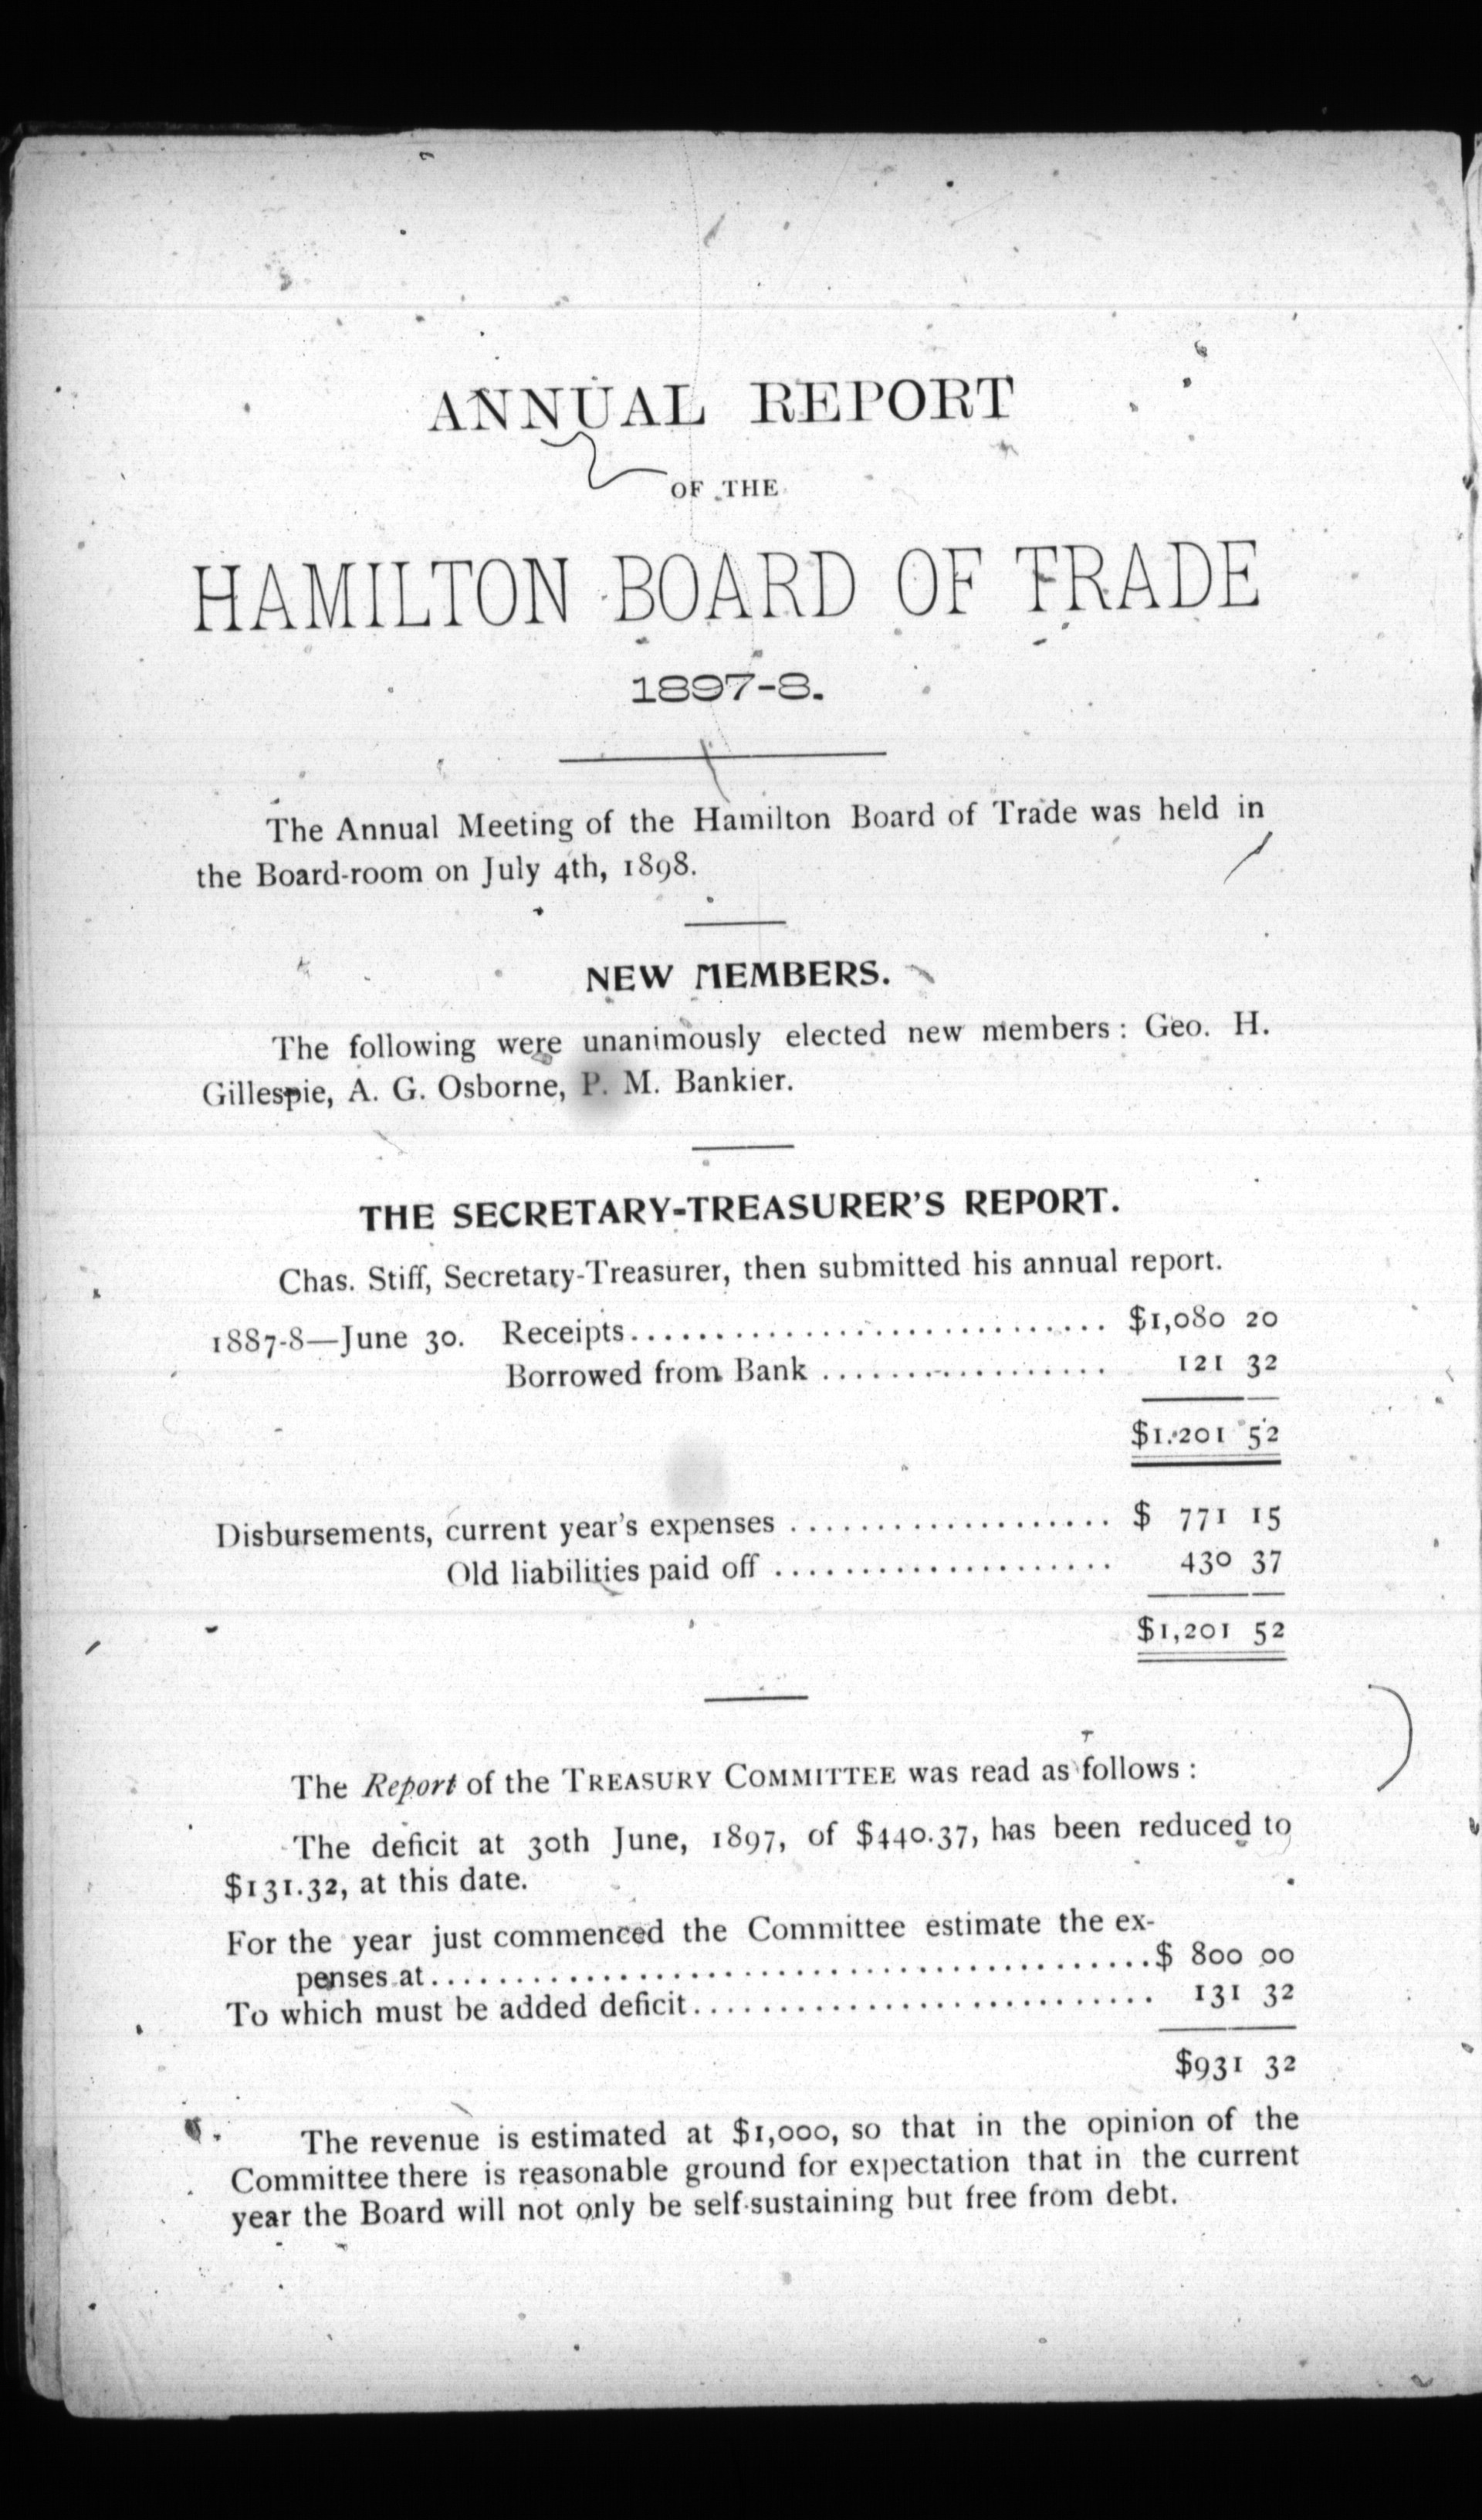 ANNUAL REPORT
OF THE
HAMILTON BOARD OF TRADE
1897-8.
The Annual Meeting of the Hamilton Board of Trade was held in
the Board-room on July 4th, 1898.
NEW MEMBERS.
The following were unanimously elected new members: Geo. H.
Gillespie, A. G. Osborne, P. M. Bankier.
THE SECRETARY-TREASURER'S REPORT.
Chas. Stiff, Secretary-Treasurer, then submitted his annual report.
1887-8—June 30. Receipts............................ $1,080 20
Borrowed from Bank ................. 121 32
$1.201 52
Disbursements, current year's expenses ................... $ 771 15
Old liabilities paid off .................... 430 37
$1,201 52
The Report of the TREASURY COMMITTEE was read as follows :
The deficit at 30th June, 1897, of $440.37, has been reduced to
$131.32, at this date.
For the year just commenced the Committee estimate the ex-
penses at...........................................$ 800 00
To which must be added deficit........................... 131 32
$931 32
The revenue is estimated at $1,000, so that in the opinion of the
Committee there is reasonable ground for expectation that in the current
year the Board will not only be self-sustaining but free from debt.